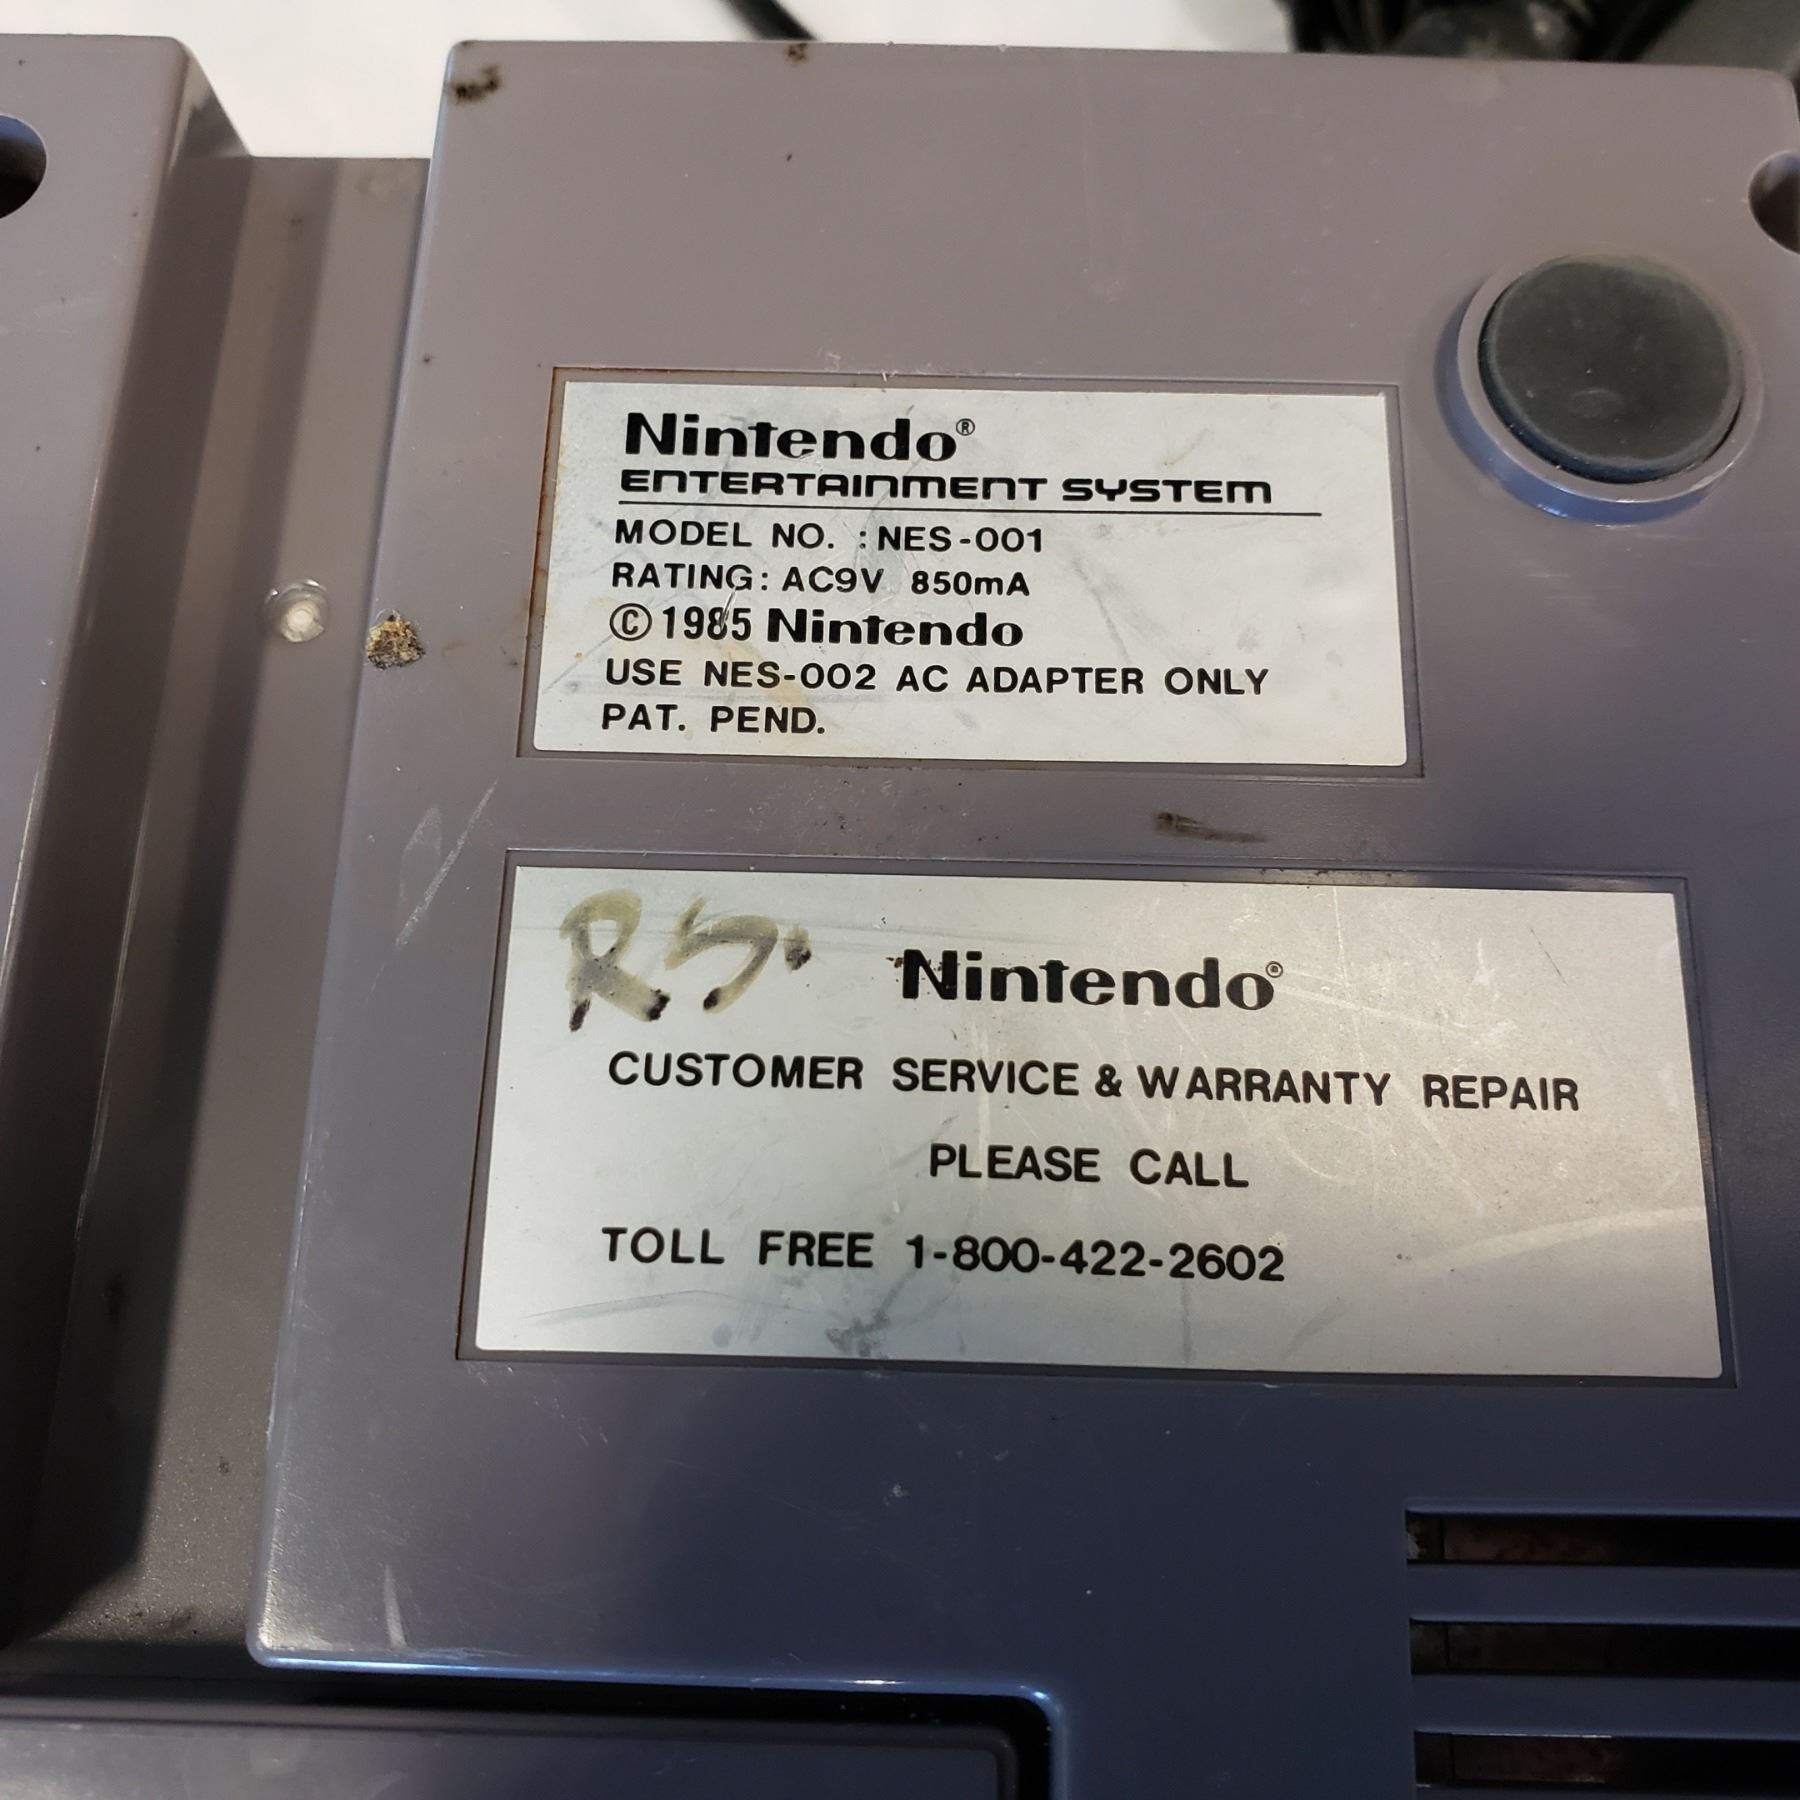 Nintendo®
ENTERTAINMENT SYSTEM
MODEL NO. : NES-001
RATING: AC9V 850mA
©1985 Nintendo
USE NES-002 AC ADAPTER ONLY
PAT. PEND.
RS.
Nintendo®
CUSTOMER SERVICE & WARRANTY REPAIR
PLEASE CALL
TOLL FREE 1-800-422-2602